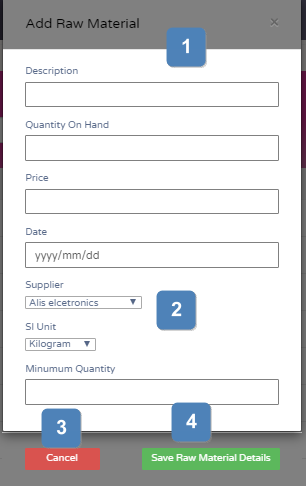 Add Raw Material ×
1
Description
Quantity On Hand
Price
Date
yyyy/mm/dd
Supplier
Alis elcetronics ▼
2
SI Unit
Kilogram ▼
Minumum Quantity
3
4
Cancel
Save Raw Material Details